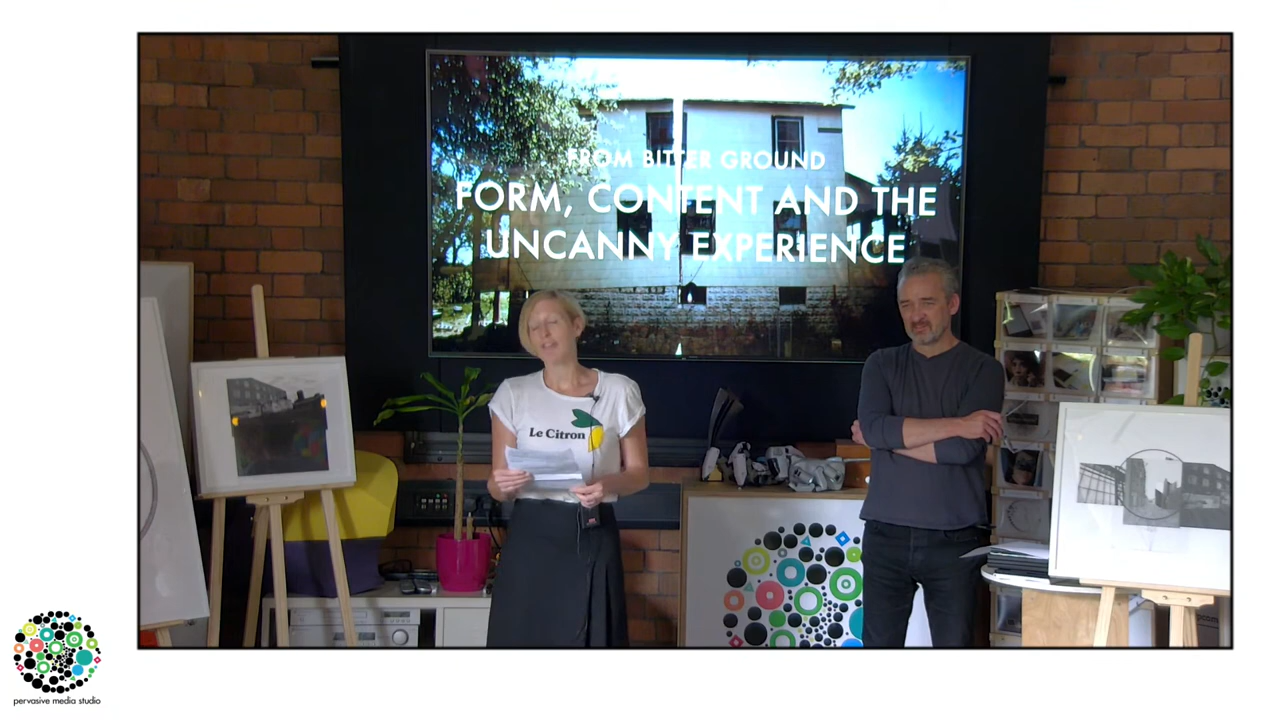 FROM BITTER GROUND
FORM, CONTENT AND THE
UNCANNY EXPERIENCE
Le Citron
pervasive media studio